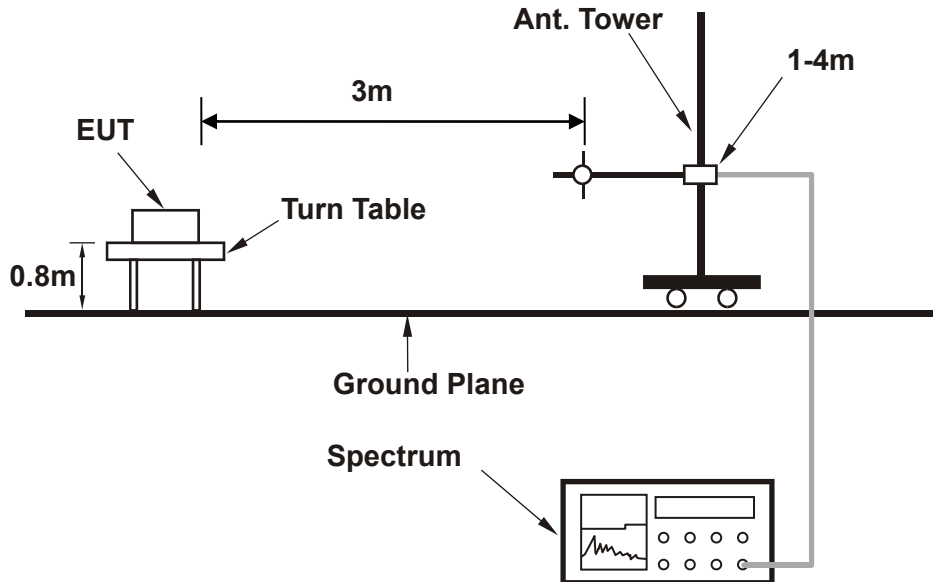 Ant. Tower
1-4m
3m
EUT
Turn Table
0.8m
Ground Plane
Spectrum